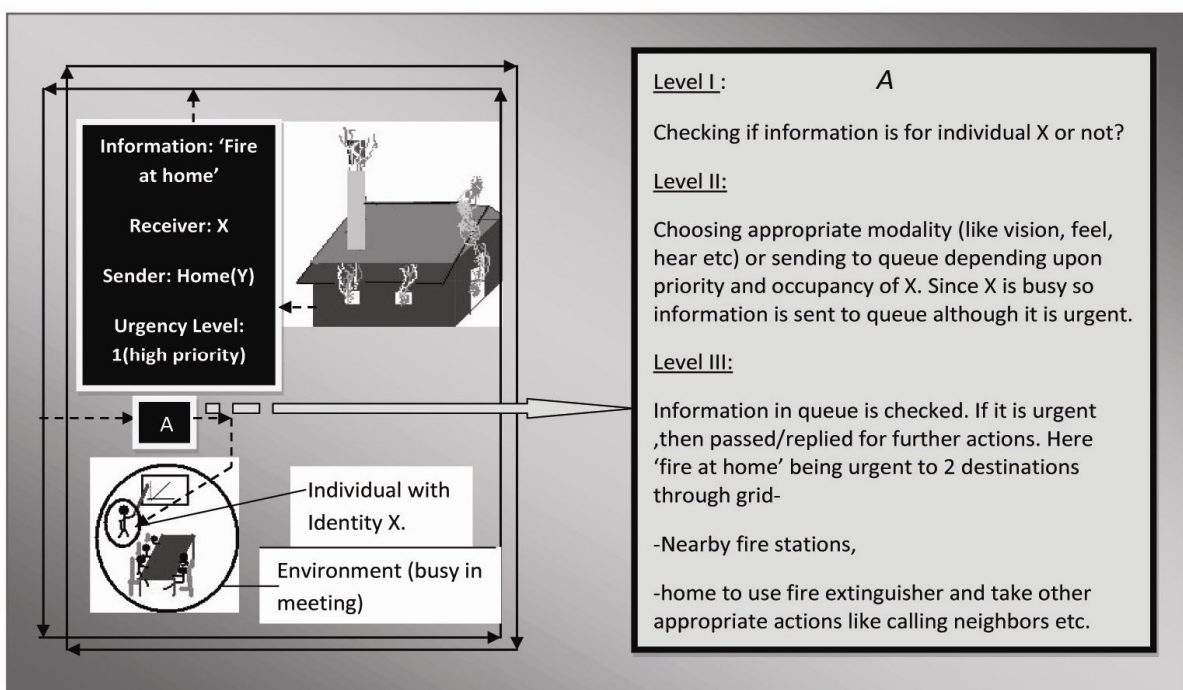 Information: ‘Fire
at home’
Receiver: X
Sender: Home(Y)
Urgency Level:
1(high priority)
A
Individual with
Identity X.
Environment (busy in
meeting)
Level I : A
Checking if information is for individual X or not?
Level II:
Choosing appropriate modality (like vision, feel,
hear etc) or sending to queue depending upon
priority and occupancy of X. Since X is busy so
information is sent to queue although it is urgent.
Level III:
Information in queue is checked. If it is urgent
,then passed/replied for further actions. Here
‘fire at home’ being urgent to 2 destinations
through grid-
-Nearby fire stations,
-home to use fire extinguisher and take other
appropriate actions like calling neighbors etc.